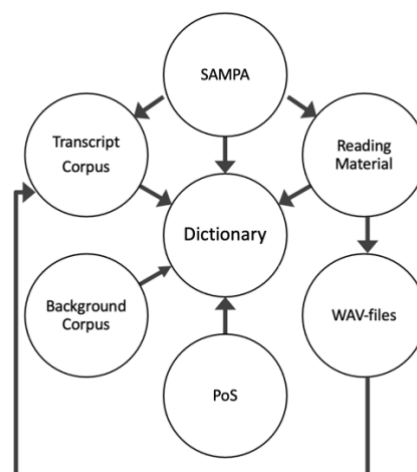 SAMPA
Transcript
Corpus
Reading
Material
Dictionary
Background
Corpus
WAV-files
PoS